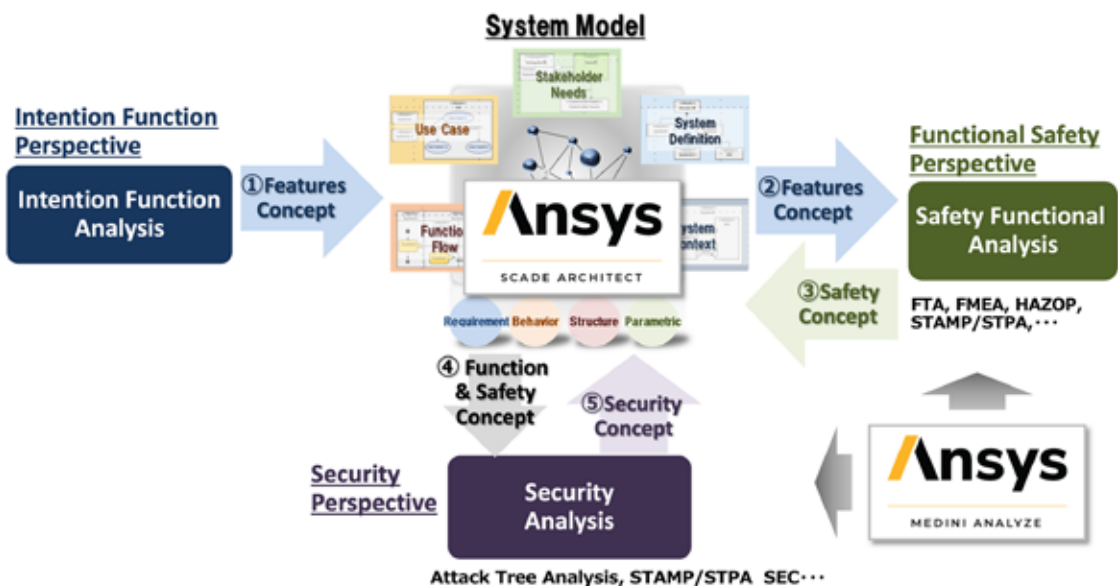 System Model
Stakeholder
Needs
Use Case
System
Definition
Intention Function
Perspective
Intention Function
Analysis
①Features
Concept
Function
Flow
Ansys
SCADE ARCHITECT
System
Context
②Features
Concept
Functional Safety
Perspective
Safety Functional
Analysis
③Safety
Concept
FTA, FMEA, HAZOP,
STAMP/STPA,···
Requirement
Behavior
Structure
Parametric
④ Function
& Safety
Concept
⑤Security
Concept
Security
Perspective
Security
Analysis
Attack Tree Analysis, STAMP/STPA SEC···
Ansys
MEDINI ANALYZE